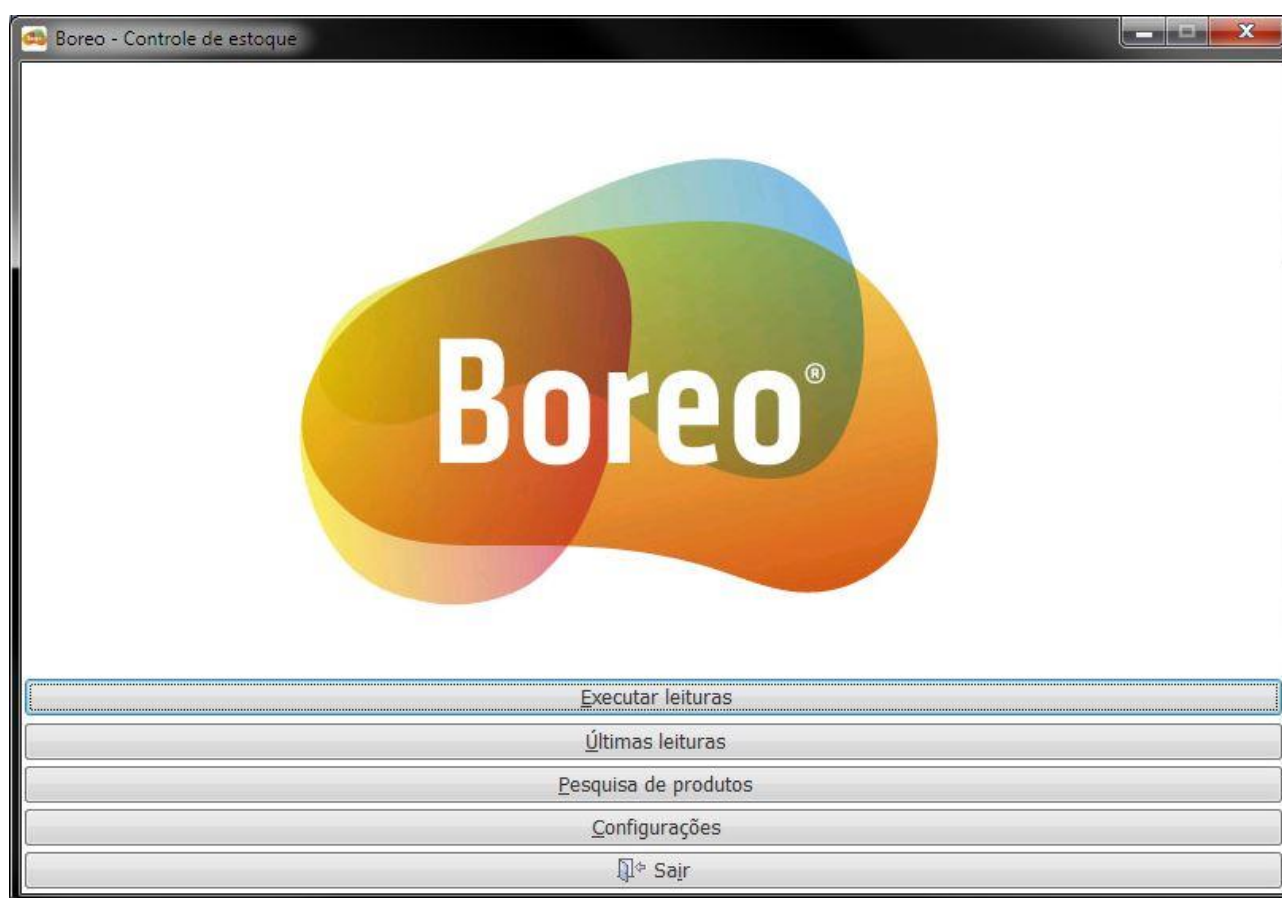 Boreo - Controle de estoque
Boreo®
Executar leituras
Últimas leituras
Pesquisa de produtos
Configurações
Sair